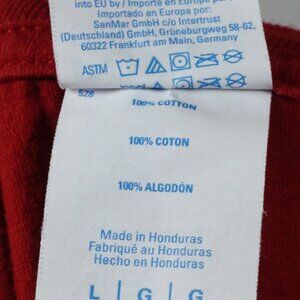 into EU by / Importé en Europe par
Importado en Europa por:
SanMar GmbH c/o Intertrust
(Deutschland) GmbH, Grüneburgweg 58-62,
60322 Frankfurt am Main, Germany
ASTM
528
100% COTTON
100% COTON
100% ALGODÓN
Made in Honduras
Fabriqué au Honduras
Hecho en Honduras
L | G | G